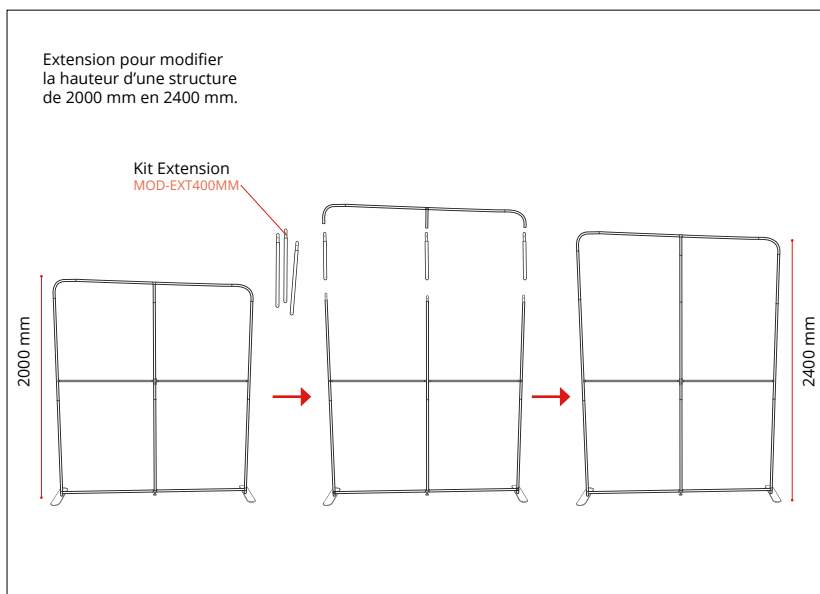 Extension pour modifier
la hauteur d’une structure
de 2000 mm en 2400 mm.
Kit Extension
MOD-EXT400MM
2000 mm
2400 mm